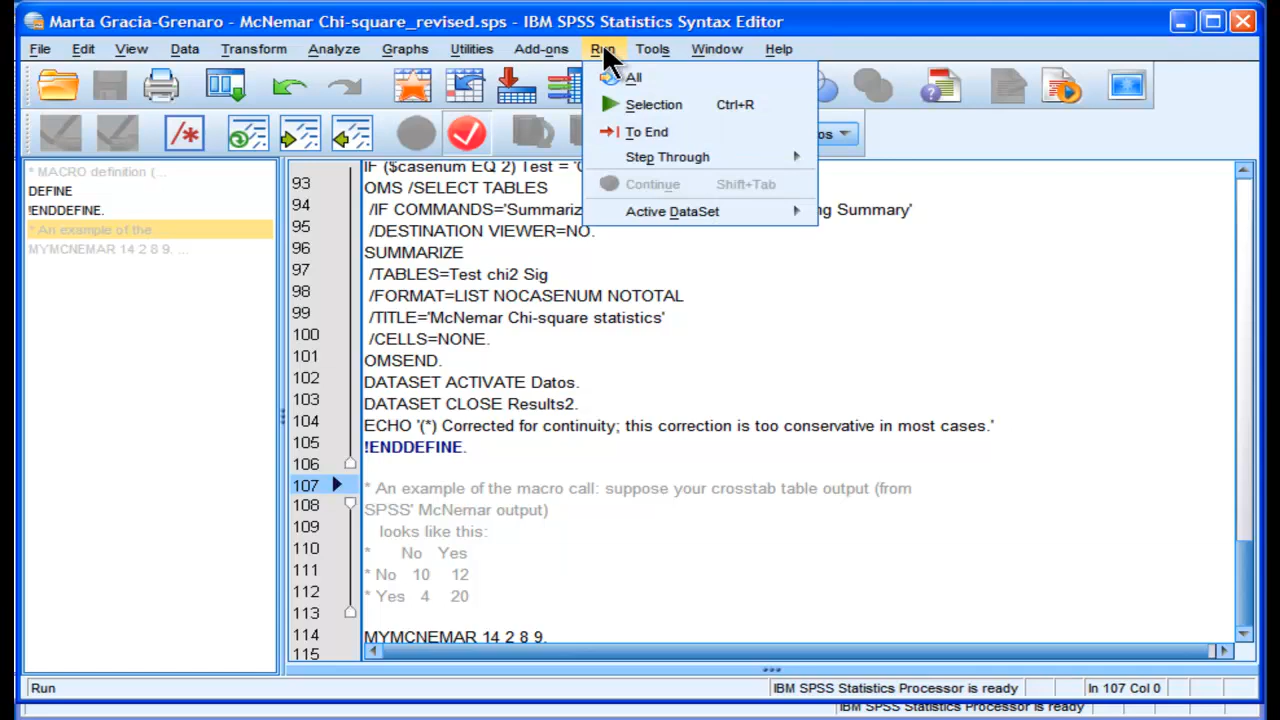 Marta Gracia-Grenaro - McNemar Chi-square_revised.sps - IBM SPSS Statistics Syntax Editor
File Edit View Data Transform Analyze Graphs Utilities Add-ons Run Tools Window Help
All
Selection Ctrl+R
To End
Step Through
Continue Shift+Tab
Active DataSet
* MACRO definition (...
DEFINE
!ENDDEFINE.
* An example of the
MYMCNEMAR 14 2 8 9. ...
IF ($casenum EQ 2) Test =
93 OMS /SELECT TABLES
94 /IF COMMANDS='Summariz g Summary'
95 /DESTINATION VIEWER=NO.
96 SUMMARIZE
97 /TABLES=Test chi2 Sig
98 /FORMAT=LIST NOCASENUM NOTOTAL
99 /TITLE='McNemar Chi-square statistics'
100 /CELLS=NONE.
101 OMSEND.
102 DATASET ACTIVATE Datos.
103 DATASET CLOSE Results2.
104 ECHO '(*) Corrected for continuity; this correction is too conservative in most cases.'
105 !ENDDEFINE.
106
107 * An example of the macro call: suppose your crosstab table output (from
108 SPSS' McNemar output)
109 looks like this:
110 * No Yes
111 * No 10 12
112 * Yes 4 20
113
114 MYMCNEMAR 14 2 8 9.
115
Run IBM SPSS Statistics Processor is ready In 107 Col 0
IBM SPSS Statistics Processor is ready